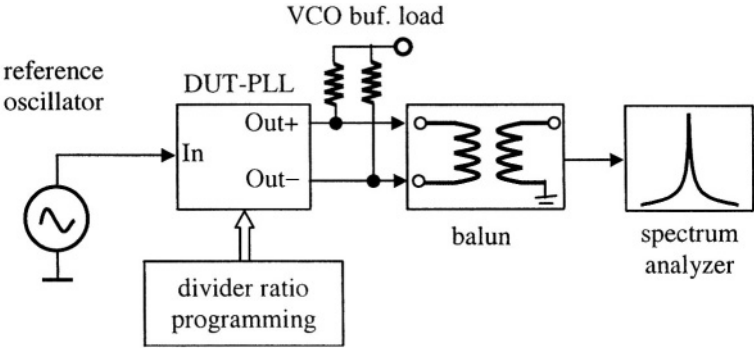 VCO buf. load
reference
oscillator
DUT-PLL
Out+
In
Out−
balun
spectrum
analyzer
divider ratio
programming